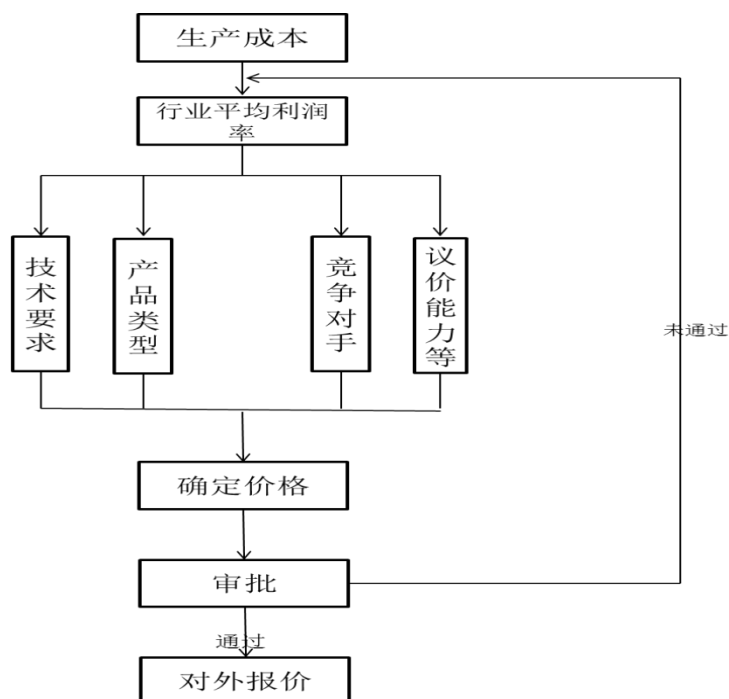 生产成本
行业平均利润
率
技术要求
产品类型
竞争对手
议价能力等
未通过
确定价格
审批
通过
对外报价